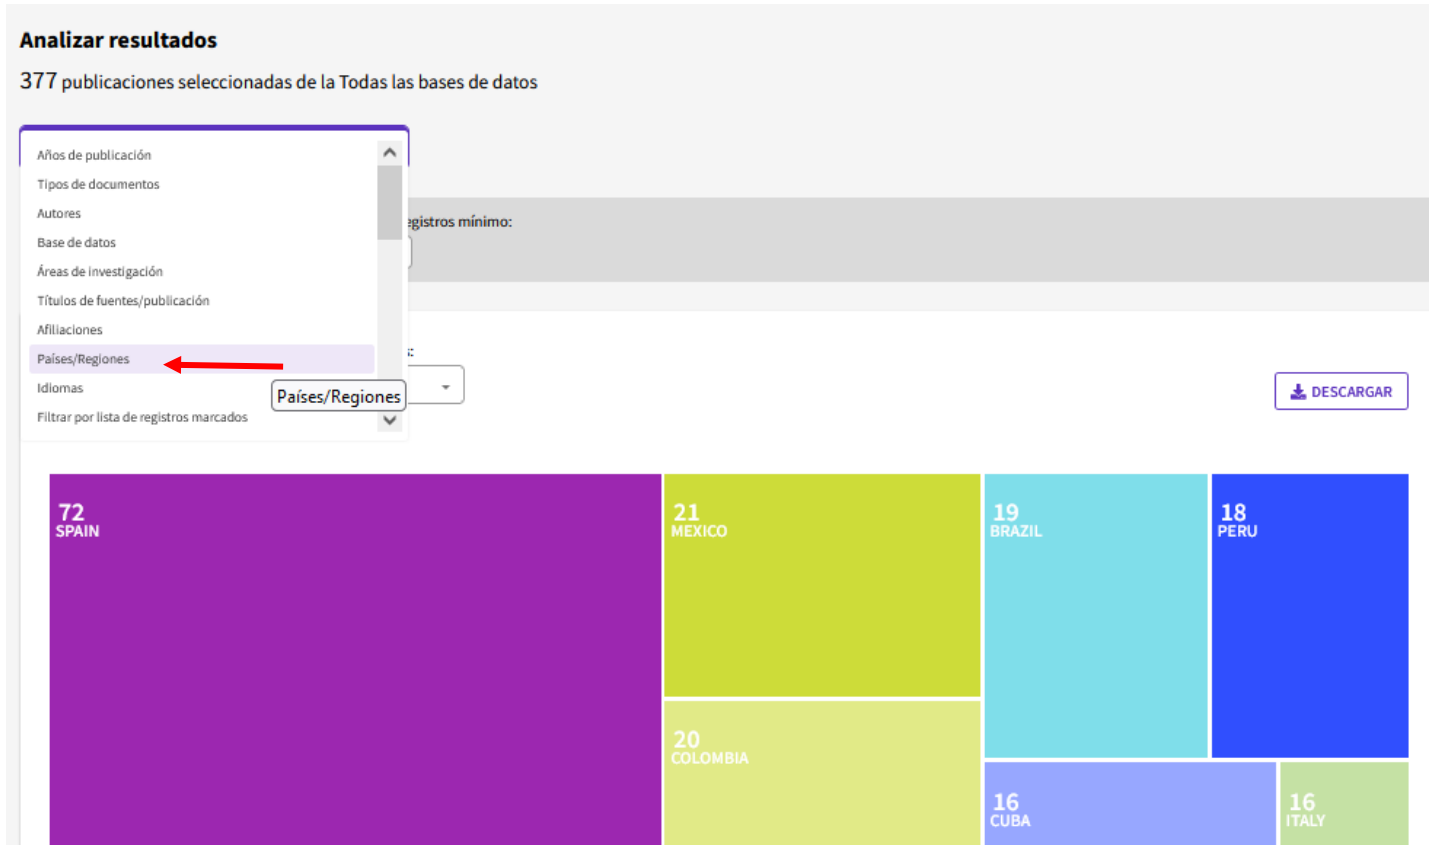 Analizar resultados
377 publicaciones seleccionadas de la Todas las bases de datos
Años de publicación
Tipos de documentos
Autores
Base de datos
Áreas de investigación
Títulos de fuentes/publicación
Afiliaciones
Países/Regiones
Idiomas
Filtrar por lista de registros marcados
Países/Regiones
egistros mínimo:
s:
DESCARGAR
72
SPAIN
21
MEXICO
20
COLOMBIA
19
BRAZIL
18
PERU
16
CUBA
16
ITALY